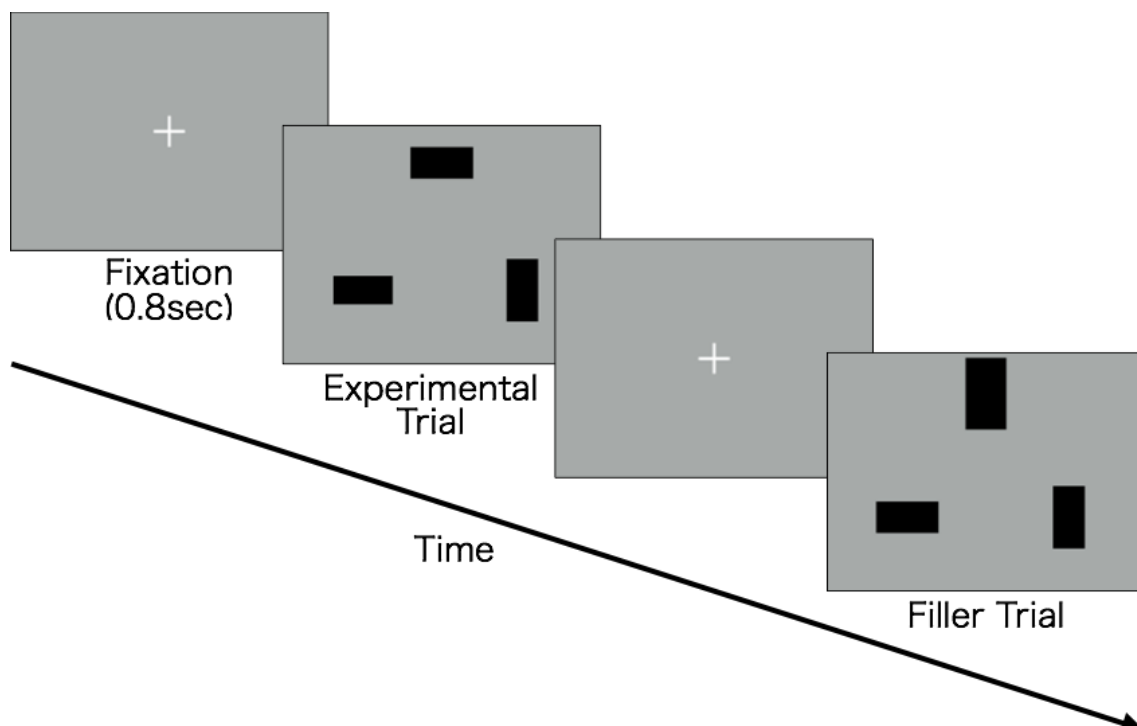 Fixation
(0.8sec)
Experimental
Trial
Time
Filler Trial